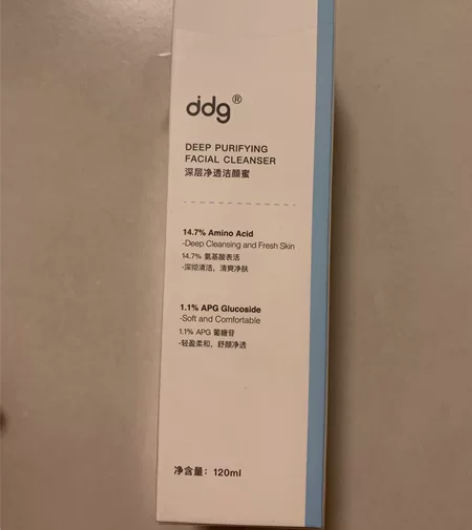 ddg®
DEEP PURIFYING
FACIAL CLEANSER
深层净透洁颜蜜
14.7% Amino Acid
-Deep Cleansing and Fresh Skin
14.7% 氨基酸表活
-深彻清洁，清爽净肤
1.1% APG Glucoside
-Soft and Comfortable
1.1% APG 葡糖苷
-轻盈柔和，舒颜净透
净含量：120ml